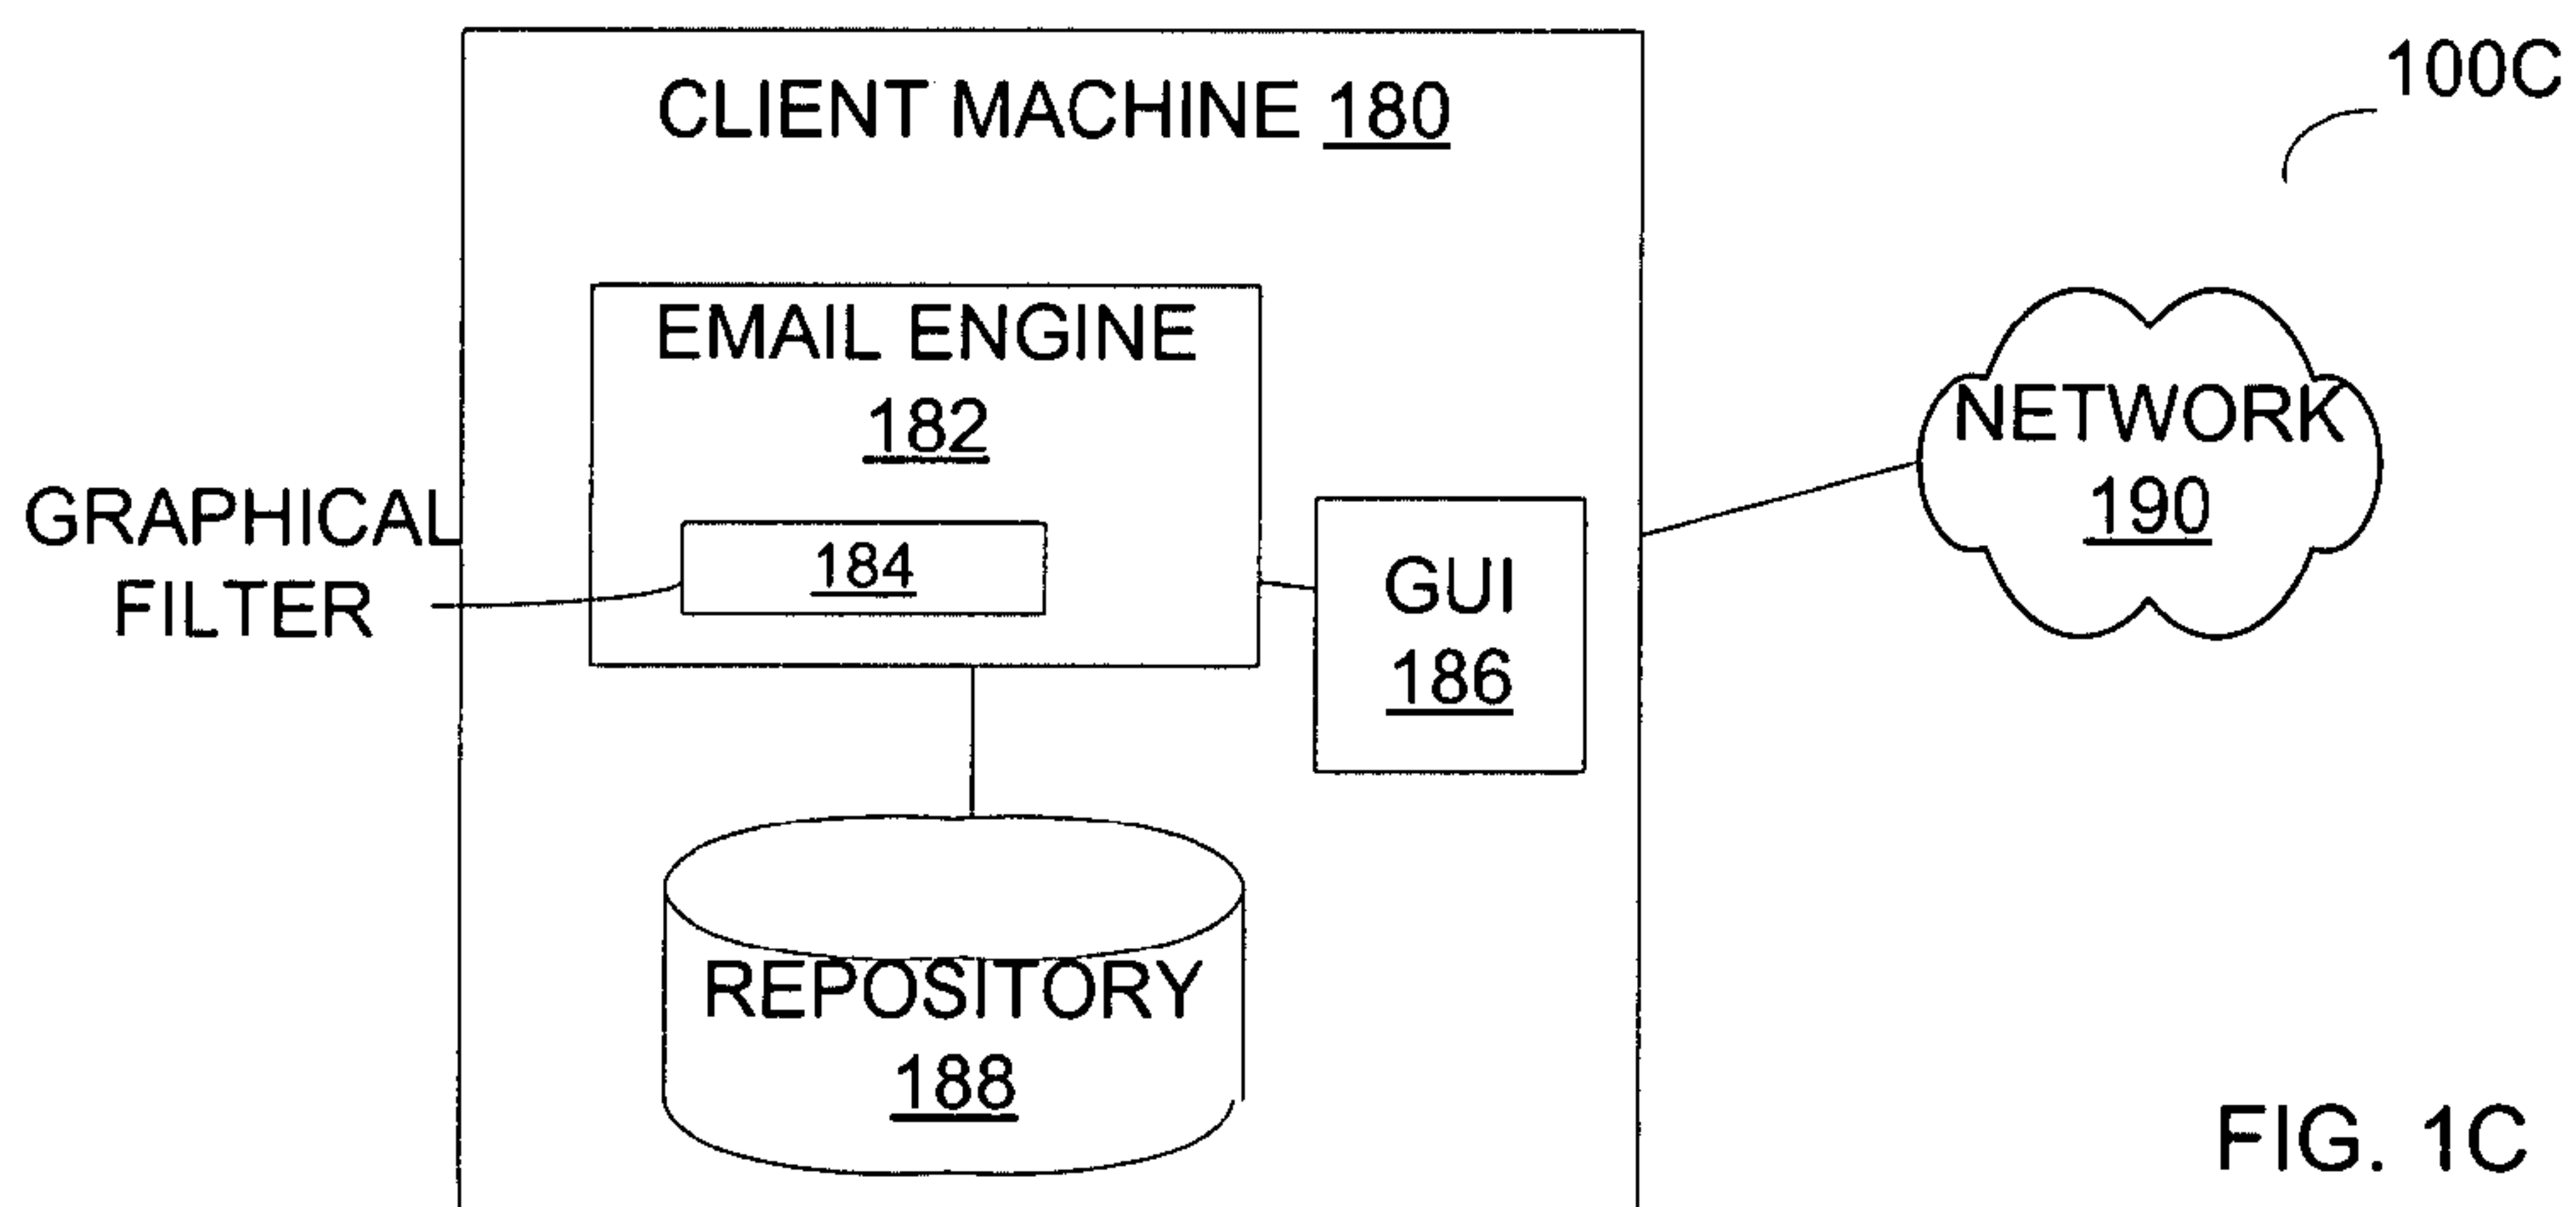 CLIENT MACHINE 180
100C
EMAIL ENGINE
182
NETWORK
190
GRAPHICAL
FILTER
184
GUI
186
REPOSITORY
188
FIG. 1C